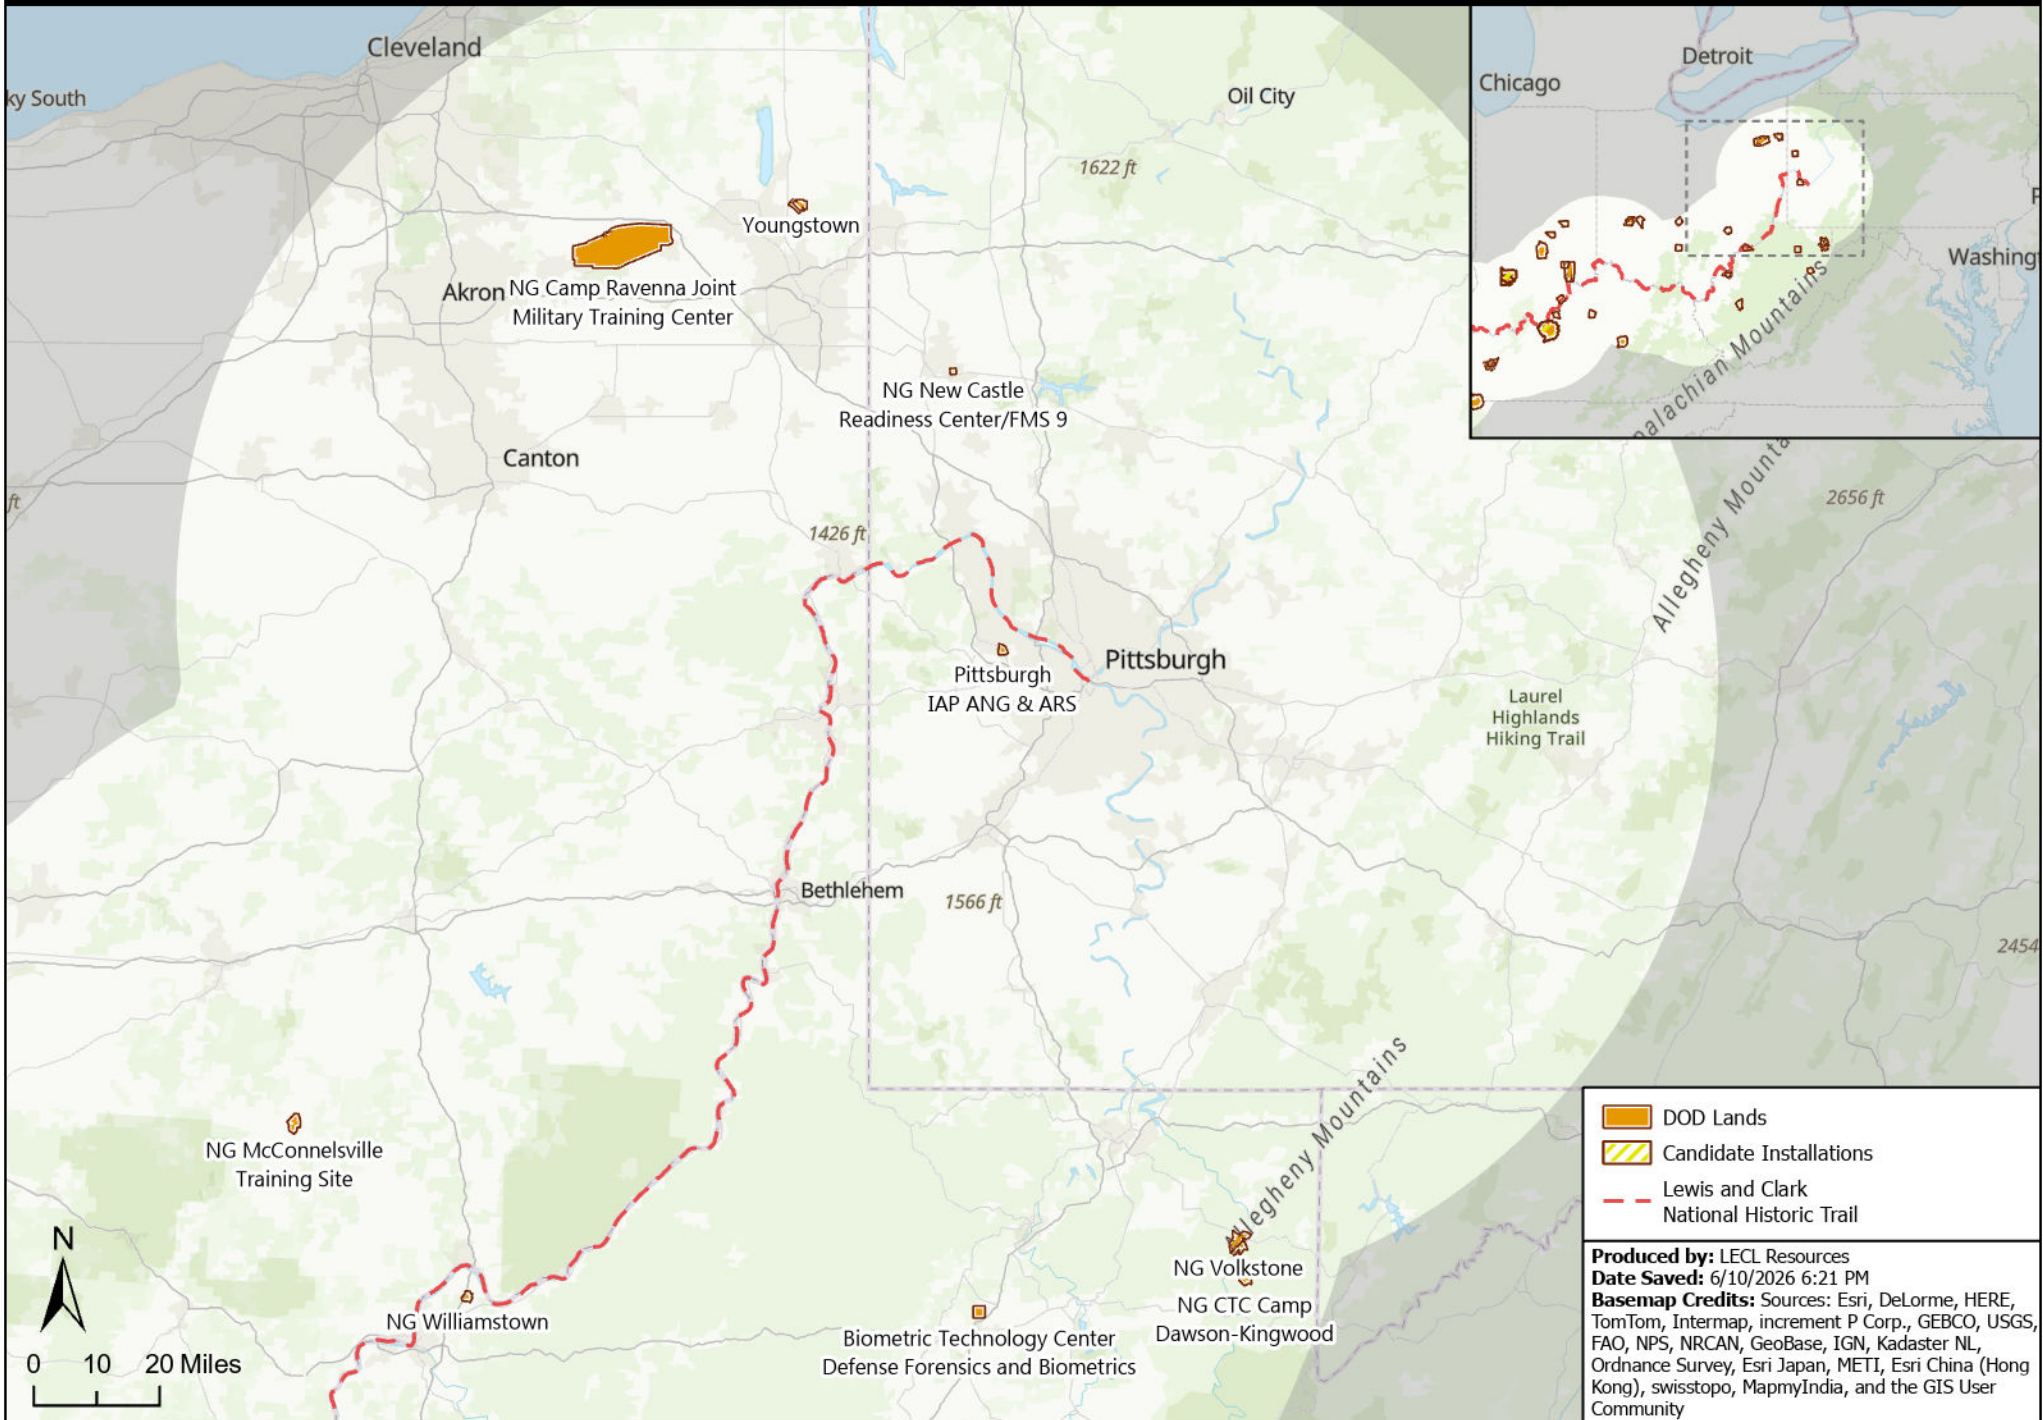 Cleveland
ky South
Oil City
1622 ft
Youngstown
Akron
NG Camp Ravenna Joint
Military Training Center
NG New Castle
Readiness Center/FMS 9
Canton
ft
1426 ft
Pittsburgh
Pittsburgh
IAP ANG & ARS
Laurel
Highlands
Hiking Trail
Allegheny Mounta
2656 ft
Bethlehem
1566 ft
2454
Allegheny Mountains
NG McConnelsville
Training Site
NG Williamstown
NG Volkstone
NG CTC Camp
Dawson-Kingwood
Biometric Technology Center
Defense Forensics and Biometrics
N
0 10 20 Miles
Detroit
Chicago
Washing
palachian Mountains
DOD Lands
Candidate Installations
Lewis and Clark
National Historic Trail
Produced by: LECL Resources
Date Saved: 6/10/2026 6:21 PM
Basemap Credits: Sources: Esri, DeLorme, HERE,
TomTom, Intermap, increment P Corp., GEBCO, USGS,
FAO, NPS, NRCAN, GeoBase, IGN, Kadaster NL,
Ordnance Survey, Esri Japan, METI, Esri China (Hong
Kong), swisstopo, MapmyIndia, and the GIS User
Community